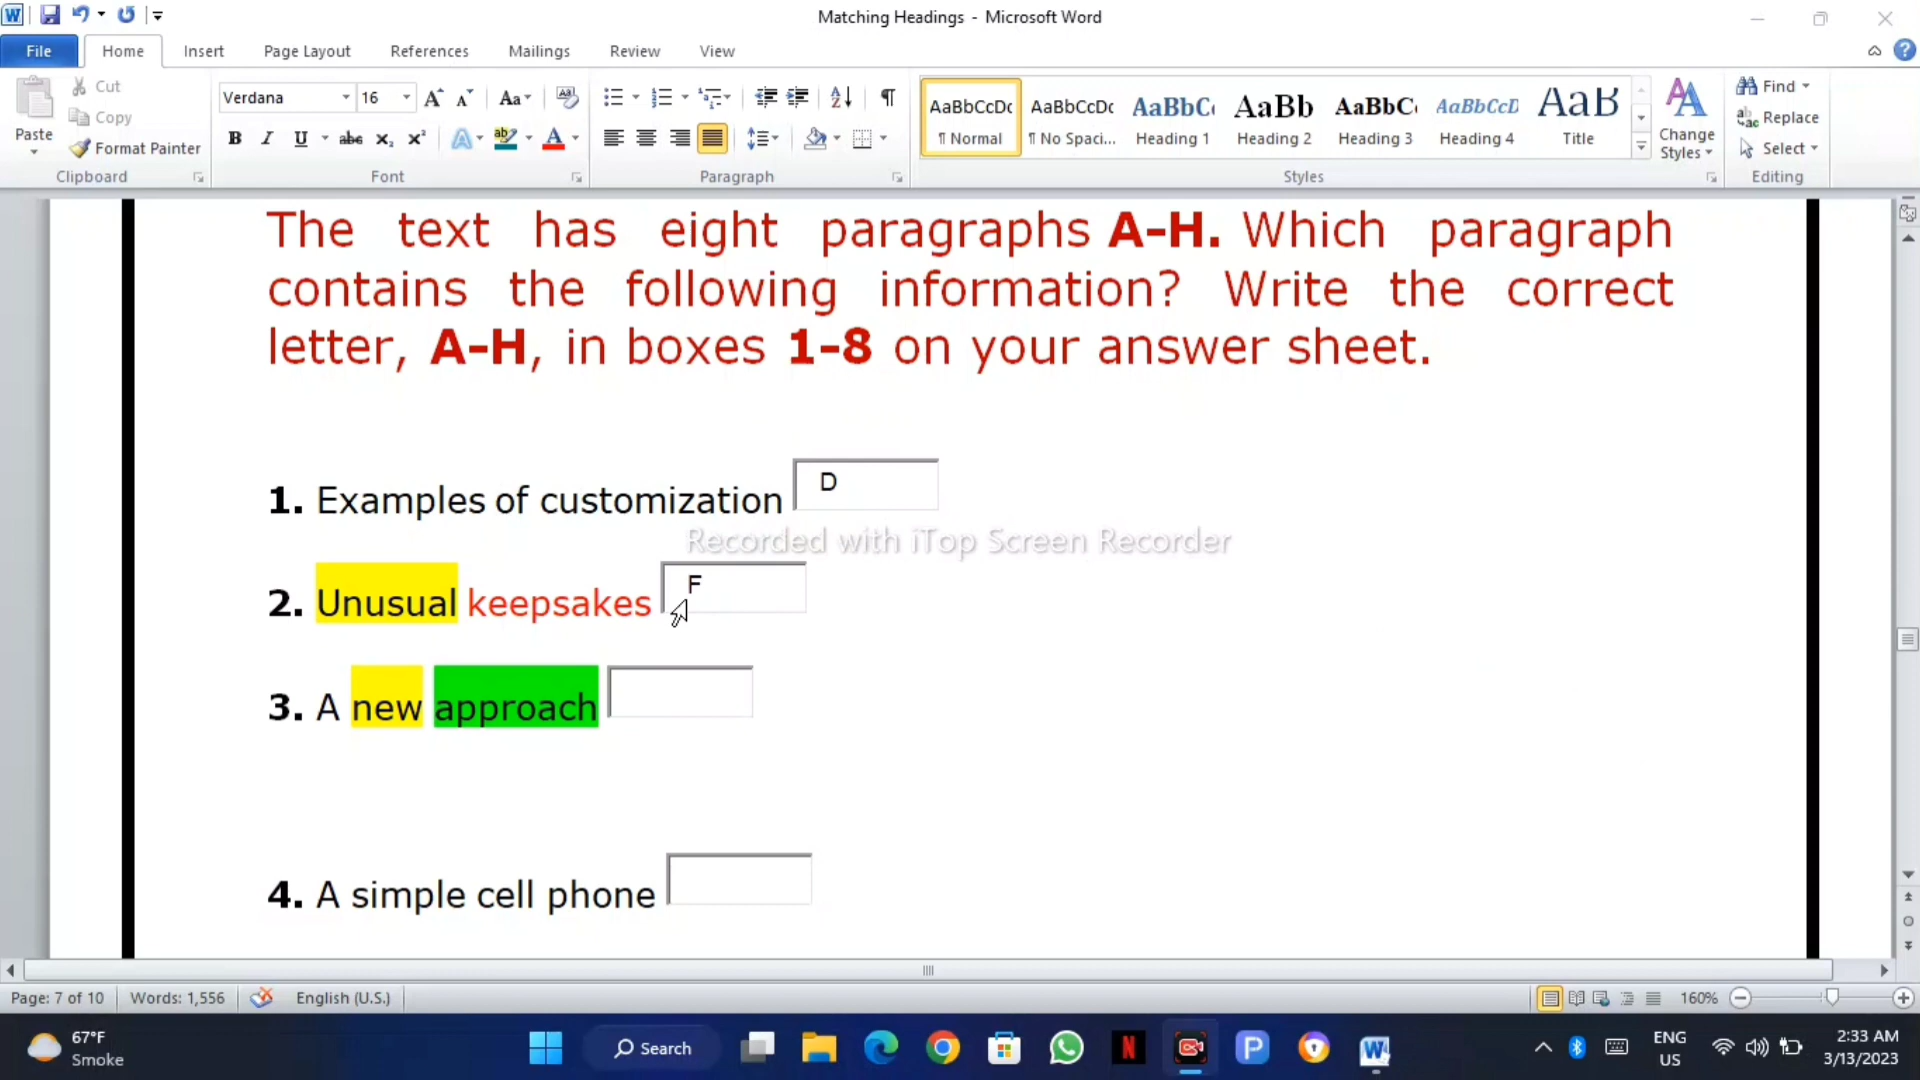 Matching Headings - Microsoft Word
File Home Insert Page Layout References Mailings Review View
Paste
Cut
Copy
Format Painter
Clipboard
Verdana 16
Font
Paragraph
AaBbCcDc AaBbCcDc AaBbC AaBb AaBbC AaBbCcD AaB
¶ Normal ¶ No Spaci... Heading 1 Heading 2 Heading 3 Heading 4 Title
Change Styles
Styles
Find
Replace
Select
Editing
The text has eight paragraphs A-H. Which paragraph
contains the following information? Write the correct
letter, A-H, in boxes 1-8 on your answer sheet.
1. Examples of customization D
Recorded with iTop Screen Recorder
2. Unusual keepsakes F
3. A new approach
4. A simple cell phone
Page: 7 of 10 Words: 1,556 English (U.S.) 160%
67°F
Smoke
Search
ENG
US
2:33 AM
3/13/2023